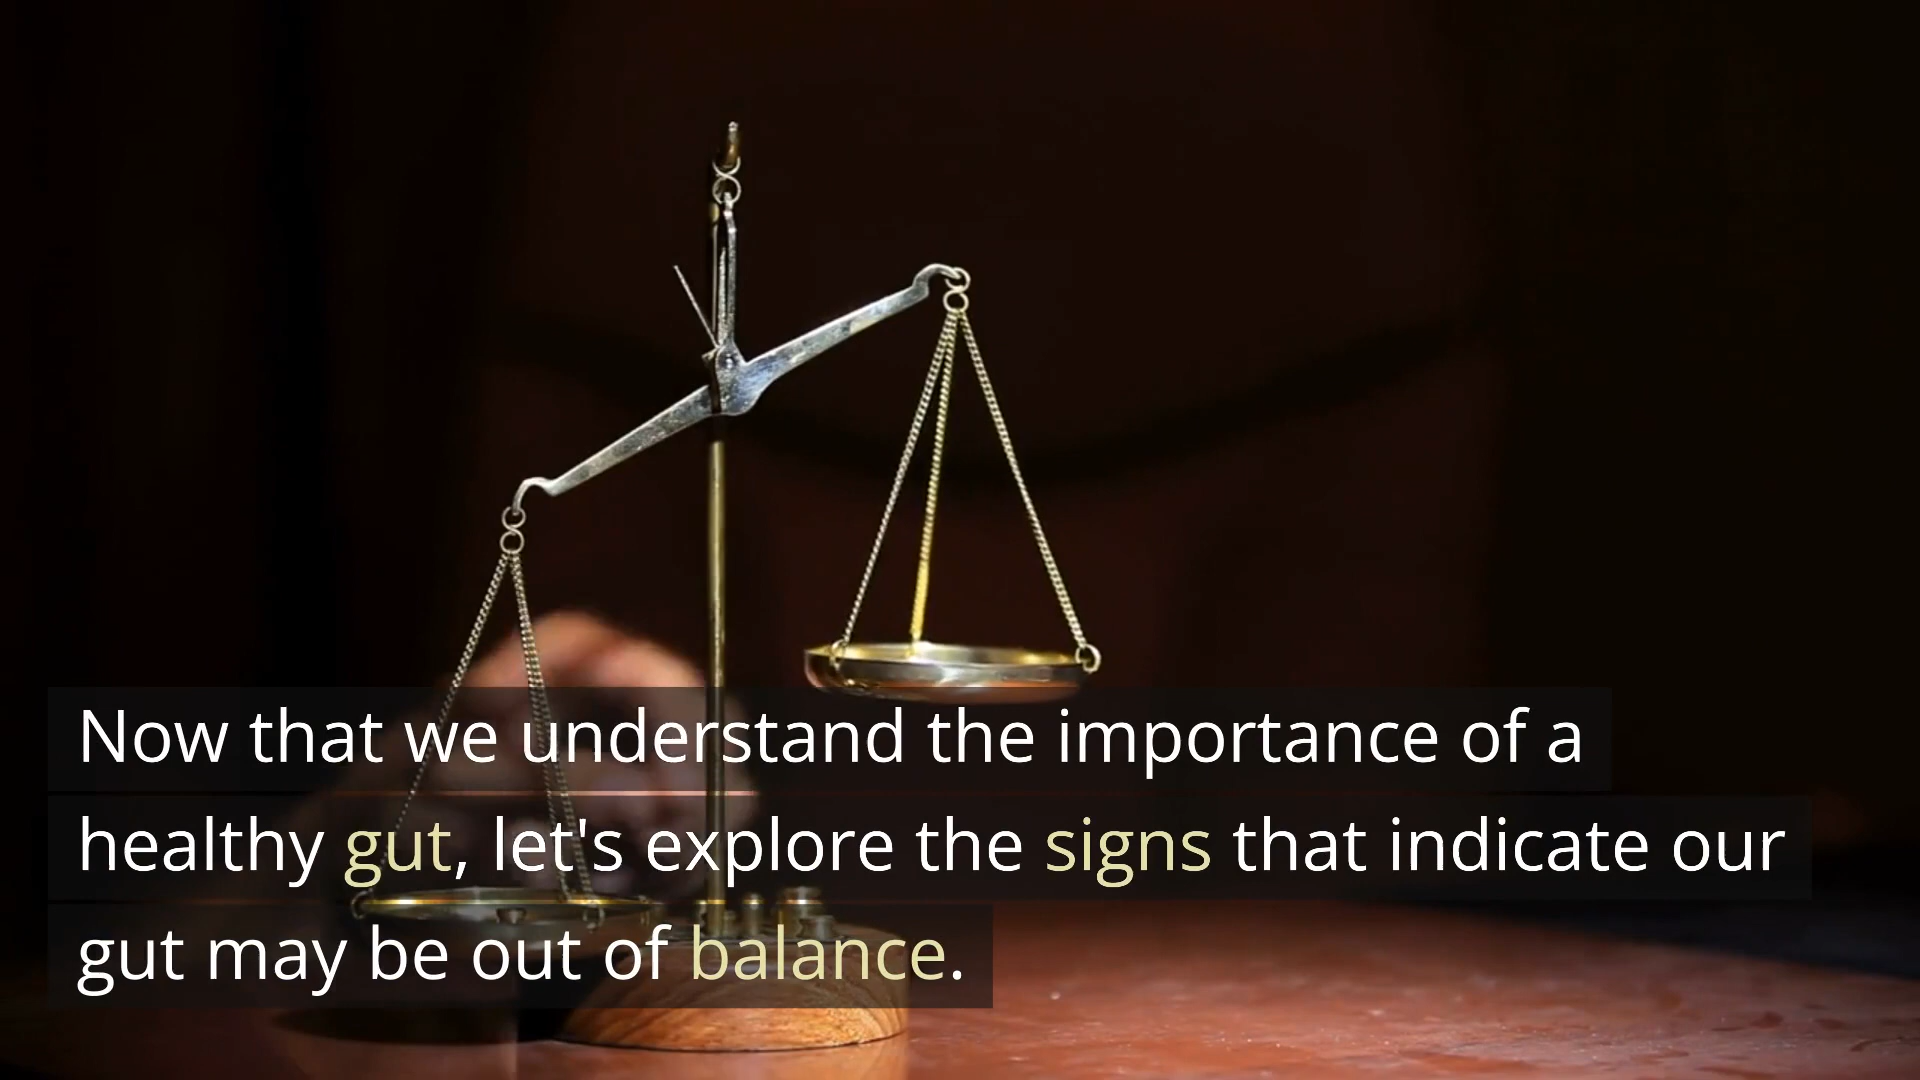 Now that we understand the importance of a
healthy gut, let's explore the signs that indicate our
gut may be out of balance.